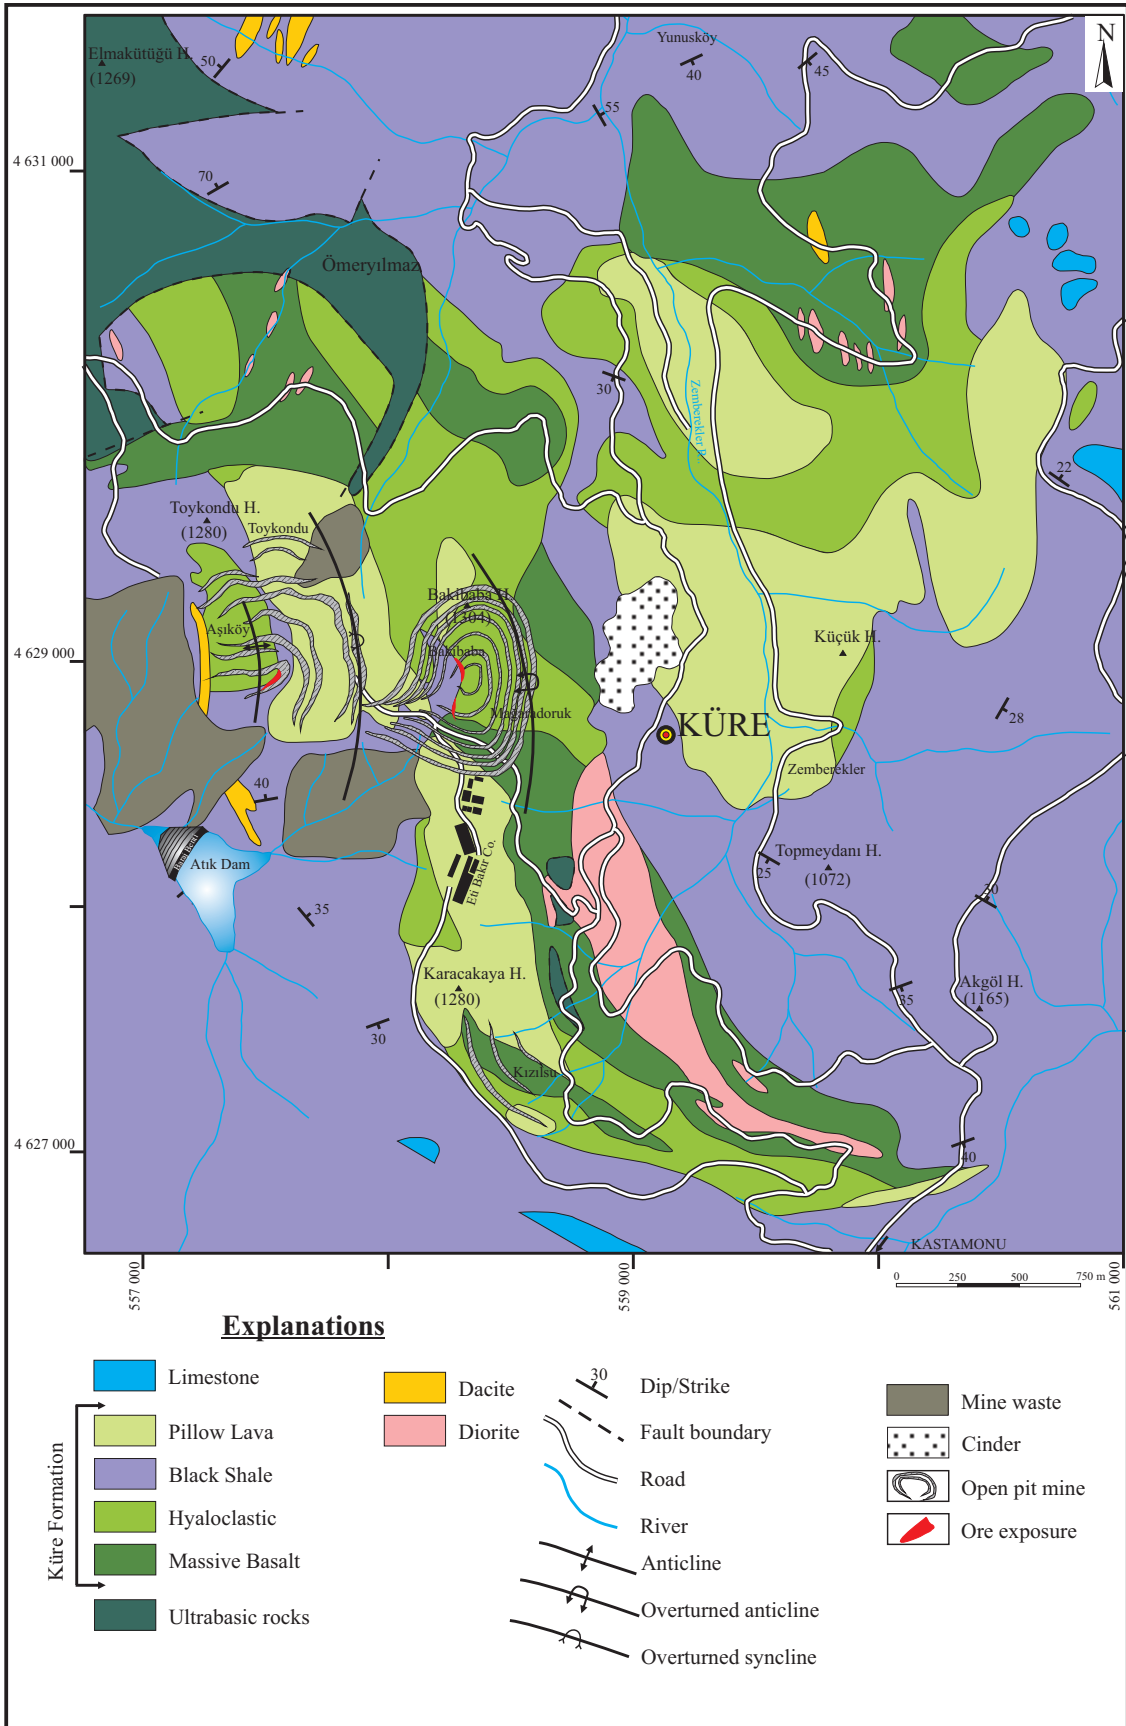 N
Elmakütüğü H.
(1269)
50
Yunusköy
40
45
55
4 631 000
70
Ömeryılmaz
30
Zemberekler R.
22
Toykondu H.
(1280)
Toykondu
Bakibaba H.
(1304)
Aşıköy
Bakibaba
Mağaradoruk
4 629 000
Küçük H.
KÜRE
28
Zemberekler
40
Atık Dam
Eti Bakır Co.
Topmeydanı H.
(1072)
25
30
35
Karacakaya H.
(1280)
Akgöl H.
(1165)
35
30
Kızılsu
4 627 000
40
KASTAMONU
557 000
559 000
561 000
0 250 500 750 m
Explanations
Limestone
Küre Formation
Pillow Lava
Black Shale
Hyaloclastic
Massive Basalt
Ultrabasic rocks
Dacite
Diorite
30
Dip/Strike
Fault boundary
Road
River
Anticline
Overturned anticline
Overturned syncline
Mine waste
Cinder
Open pit mine
Ore exposure